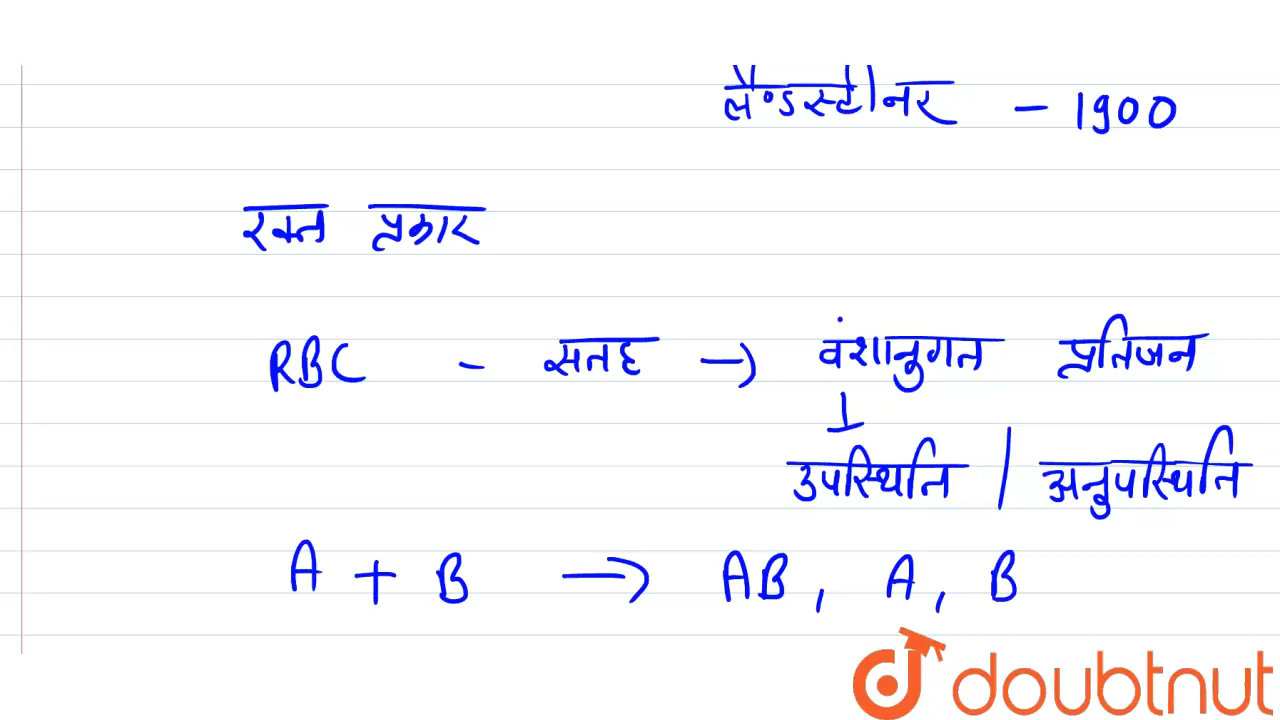 लैण्डस्टीनर – 1900
रक्त प्रकार
RBC - सतह → वंशानुगत प्रतिजन
उपस्थिति / अनुपस्थिति
A + B → AB, A, B
doubtnut